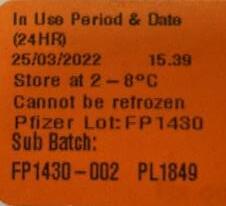 In Use Period & Date
(24HR)
25/03/2022 15.39
Store at 2 – 8°C
Cannot be refrozen
Pfizer Lot: FP1430
Sub Batch:
FP1430-002 PL1849